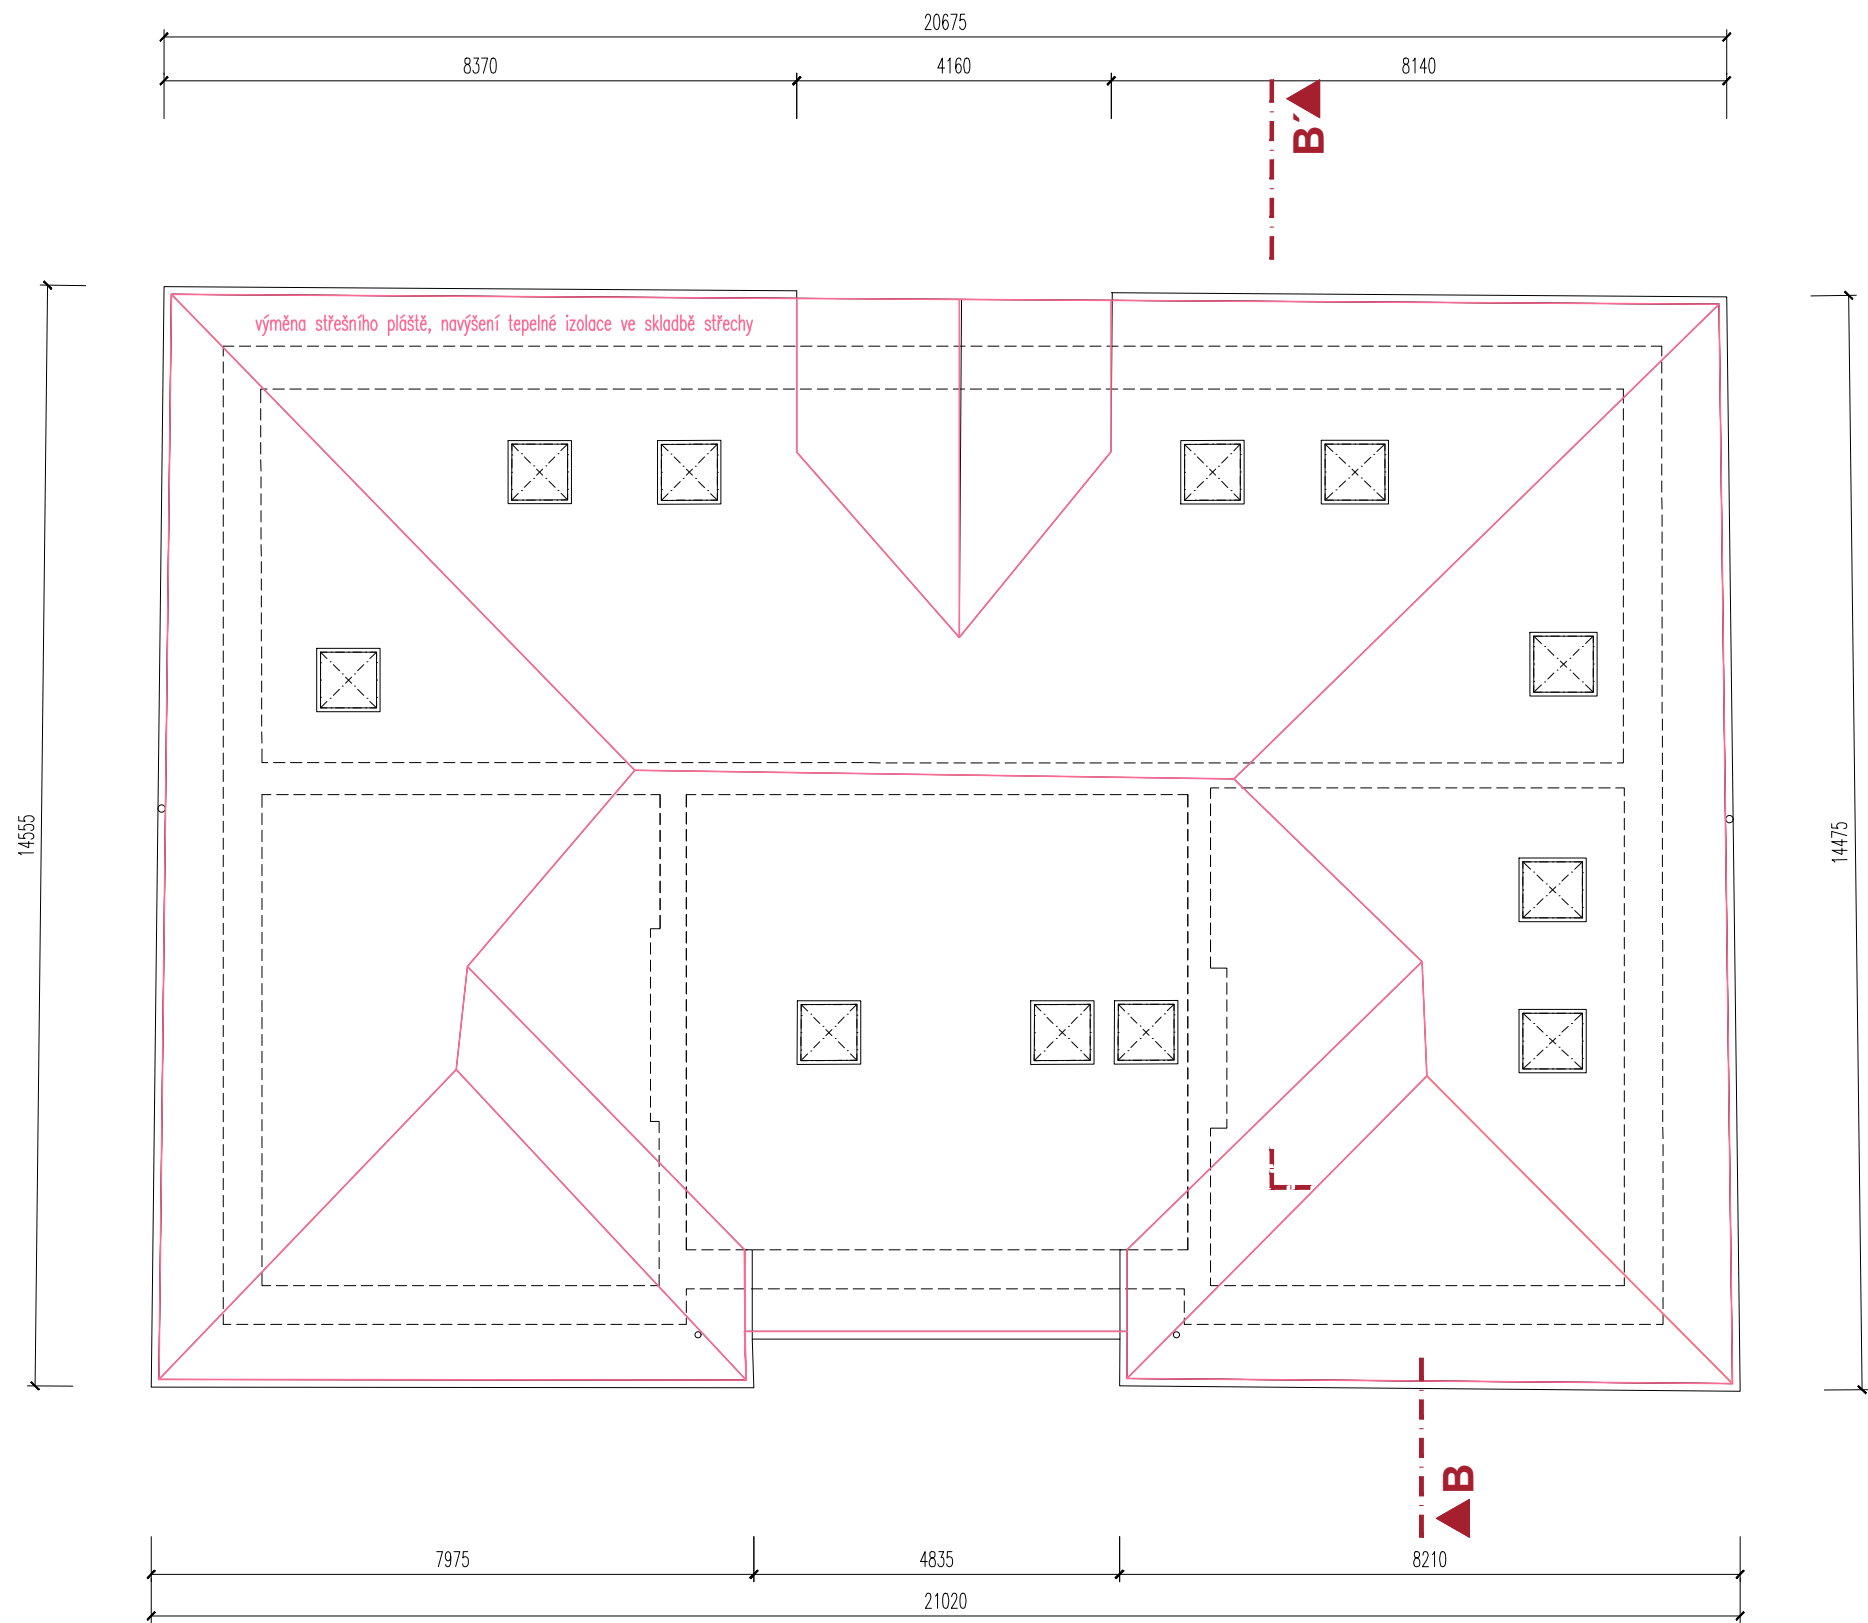 20675
8370 4160 8140
B´
výměna střešního pláště, navýšení tepelné izolace ve skladbě střechy
14555
14475
B
7975 4835 8210
21020